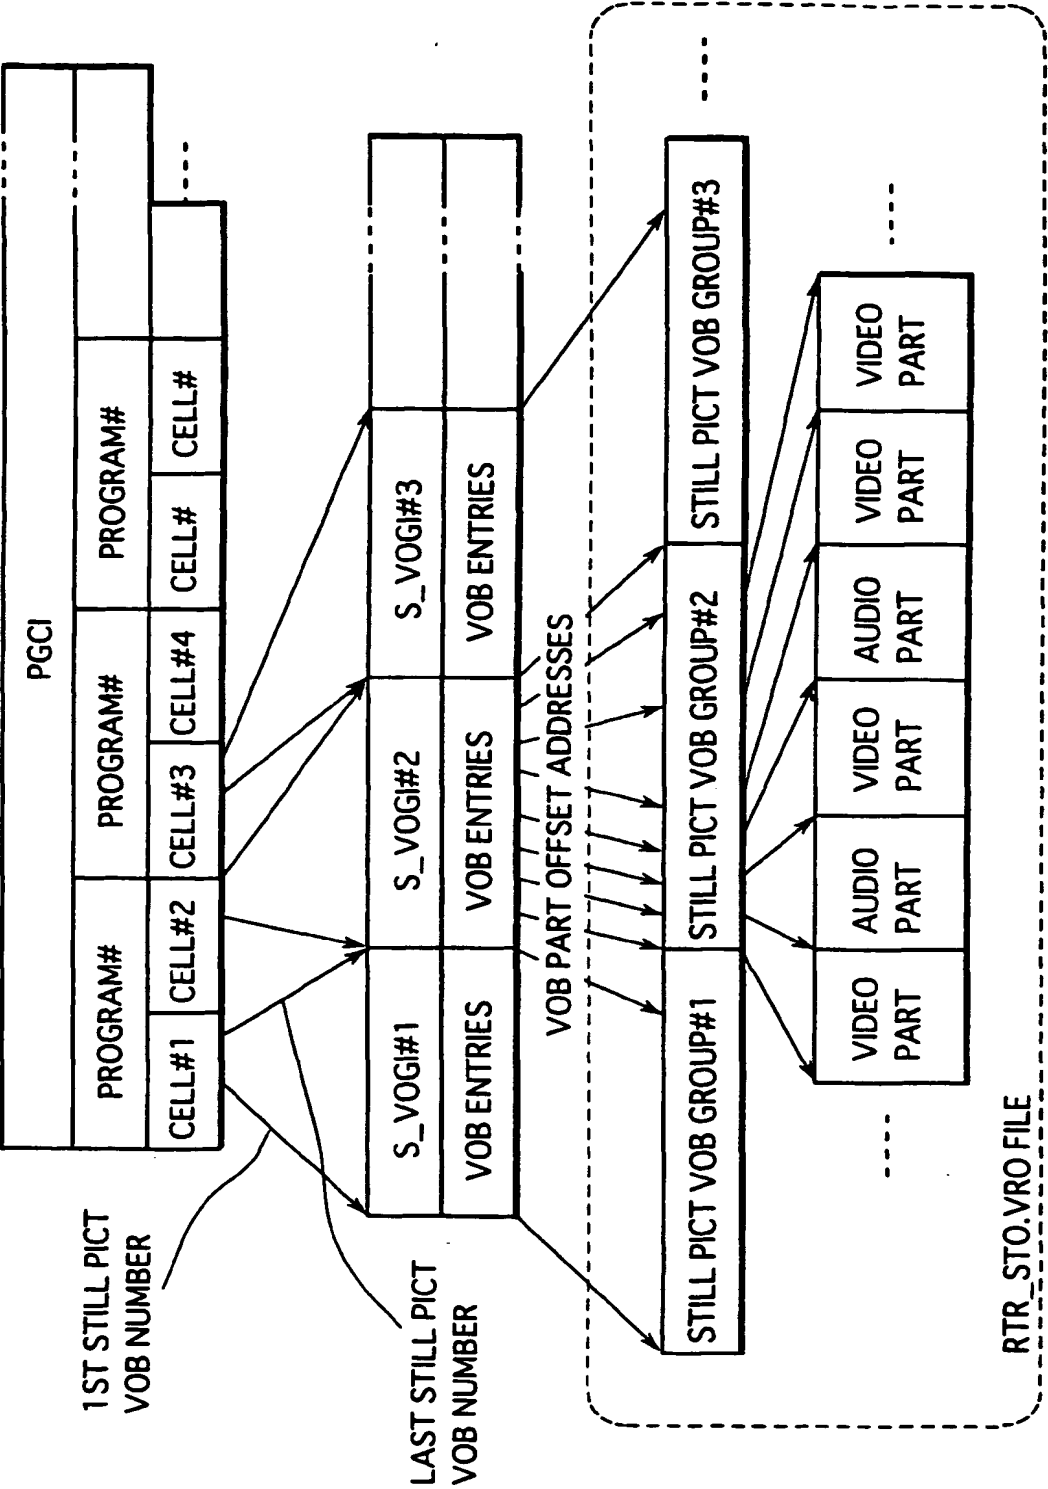 PGCI
PROGRAM#
PROGRAM#
PROGRAM#
CELL#1
CELL#2
CELL#3
CELL#4
CELL#
CELL#
1ST STILL PICT
VOB NUMBER
LAST STILL PICT
VOB NUMBER
S_VOGI#1
S_VOGI#2
S_VOGI#3
VOB ENTRIES
VOB ENTRIES
VOB ENTRIES
VOB PART OFFSET ADDRESSES
STILL PICT VOB GROUP#1
STILL PICT VOB GROUP#2
STILL PICT VOB GROUP#3
VIDEO
PART
AUDIO
PART
VIDEO
PART
AUDIO
PART
VIDEO
PART
VIDEO
PART
RTR_STO.VRO FILE